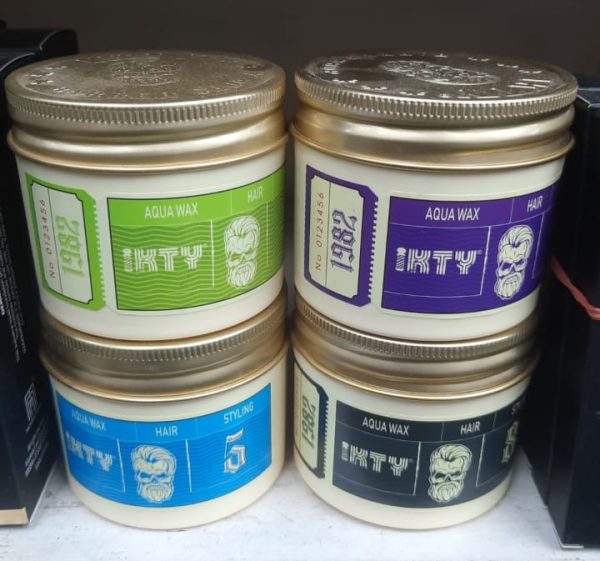 No 0123456
1982
AQUA WAX
HAIR
iKTY
No 0123456
1982
AQUA WAX
HAIR
iKTY
AQUA WAX
HAIR
STYLING
iKTY
5
1982
AQUA WAX
HAIR
iKTY